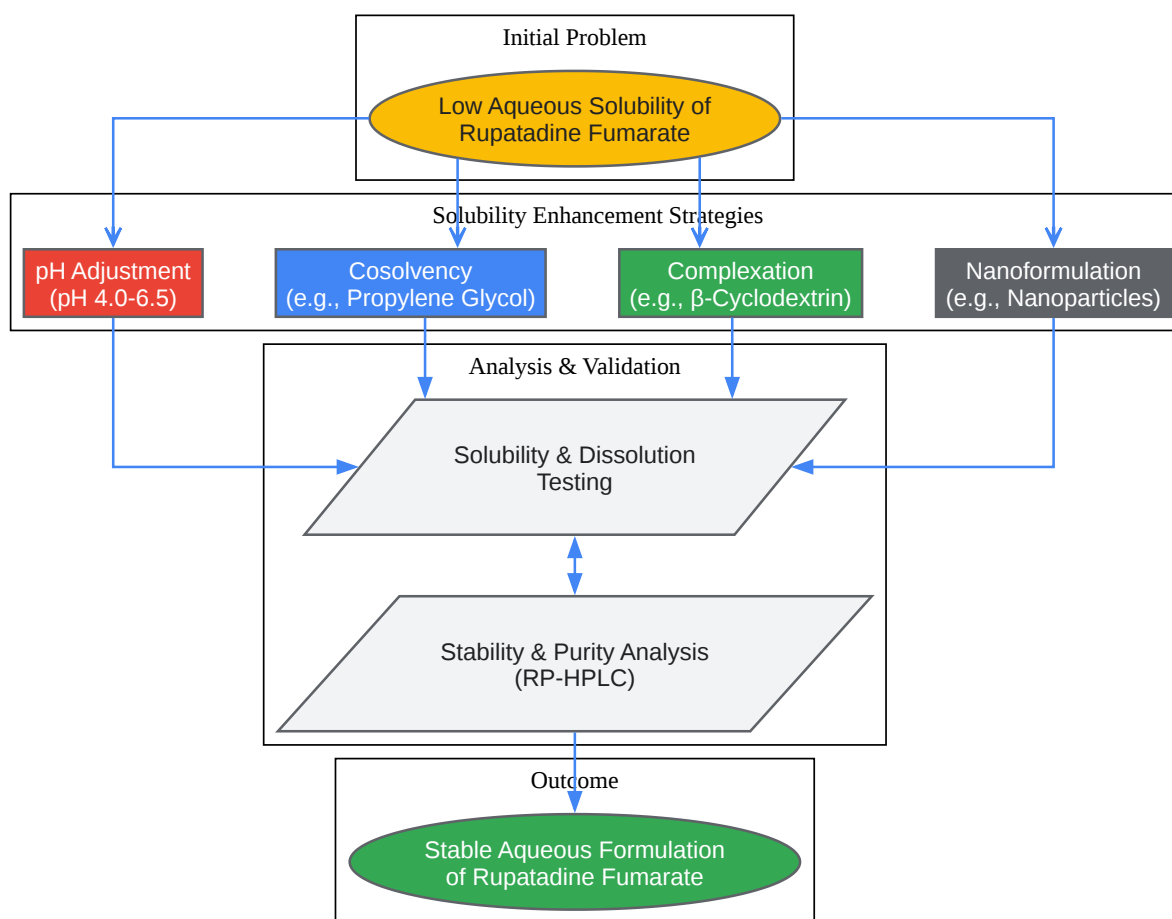 Initial Problem
Low Aqueous Solubility of
Rupatadine Fumarate
Solubility Enhancement Strategies
pH Adjustment
(pH 4.0-6.5)
Cosolvency
(e.g., Propylene Glycol)
Complexation
(e.g., β-Cyclodextrin)
Nanoformulation
(e.g., Nanoparticles)
Analysis & Validation
Solubility & Dissolution
Testing
Stability & Purity Analysis
(RP-HPLC)
Outcome
Stable Aqueous Formulation
of Rupatadine Fumarate